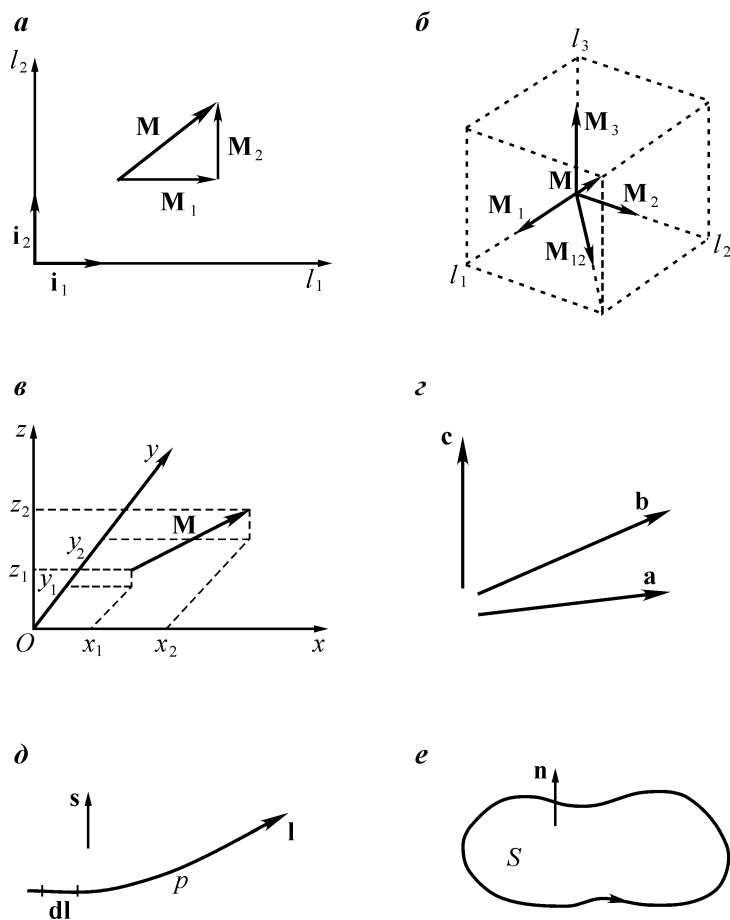 а
l₂
M
M₂
M₁
i₂
i₁
l₁
б
l₃
M₃
M
M₂
M₁
M₁₂
l₁
l₂
в
z
y
z₂
M
y₂
z₁
y₁
O
x₁
x₂
x
г
c
b
a
д
s
l
p
dl
е
n
S